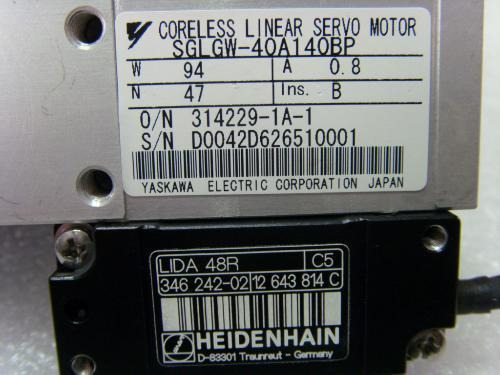 CORELESS LINEAR SERVO MOTOR
SGLGW-40A140BP
W 94 A 0.8
N 47 Ins. B
O/N 314229-1A-1
S/N D0042D626510001
YASKAWA ELECTRIC CORPORATION JAPAN
LIDA 48R C5
346 242-02 12 643 814 C
HEIDENHAIN
D-83301 Traunreut - Germany